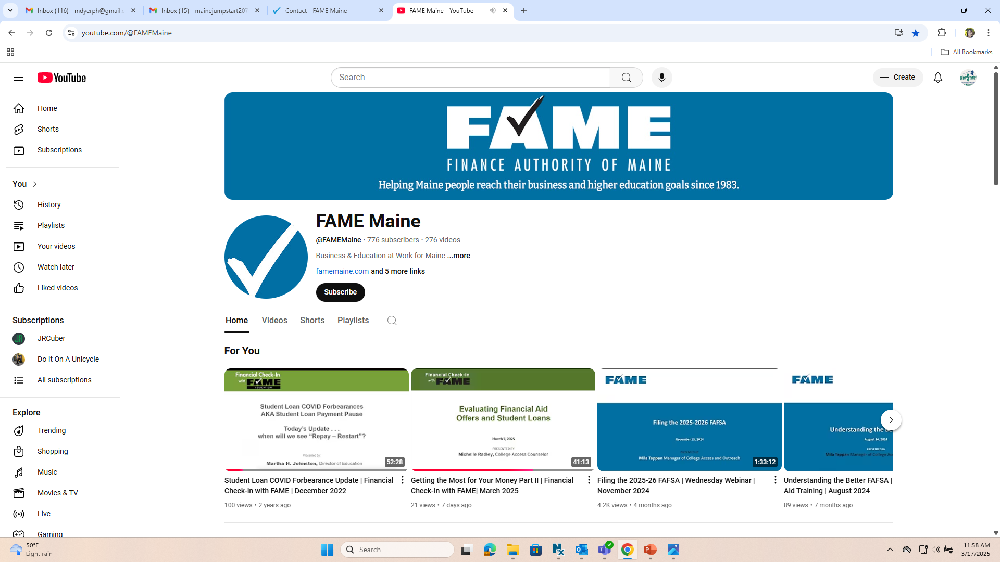 Inbox (116) - mdyerph@gmail.c
Inbox (15) - mainejumpstart207
Contact - FAME Maine
FAME Maine - YouTube
youtube.com/@FAMEMaine
All Bookmarks
YouTube
Search
Create
JUMP$TART!
Home
Shorts
Subscriptions
You
History
Playlists
Your videos
Watch later
Liked videos
Subscriptions
JR
JRCuber
Do It On A Unicycle
All subscriptions
Explore
Trending
Shopping
Music
Movies & TV
Live
Gaming
FAME
FINANCE AUTHORITY OF MAINE
Helping Maine people reach their business and higher education goals since 1983.
FAME Maine
@FAMEMaine · 776 subscribers · 276 videos
Business & Education at Work for Maine ...more
famemaine.com and 5 more links
Subscribe
Home
Videos
Shorts
Playlists
For You
Financial Check-In
with FAME
EDUCATION
Student Loan COVID Forbearances
AKA Student Loan Payment Pause
Today's Update . . .
when will we see "Repay – Restart"?
Presented by:
Martha H. Johnston, Director of Education
52:28
Student Loan COVID Forbearance Update | Financial
Check-in with FAME | December 2022
100 views • 2 years ago
Financial Check-in
with FAME
Evaluating Financial Aid
Offers and Student Loans
March 7, 2025
PRESENTED BY
Michelle Radley, College Access Counselor
41:13
Getting the Most for Your Money Part II | Financial
Check-In with FAME| March 2025
21 views • 7 days ago
FAME
Filing the 2025-2026 FAFSA
November 13, 2024
PRESENTED BY
Mila Tappan Manager of College Access and Outreach
1:33:12
Filing the 2025-26 FAFSA | Wednesday Webinar |
November 2024
4.2K views • 4 months ago
FAME
Understanding the Be
August 14, 2024
PRESENTED BY
Mila Tappan Manager of College Acc
Understanding the Better FAFSA |
Aid Training | August 2024
89 views • 7 months ago
50°F
Light rain
Search
11:58 AM
3/17/2025